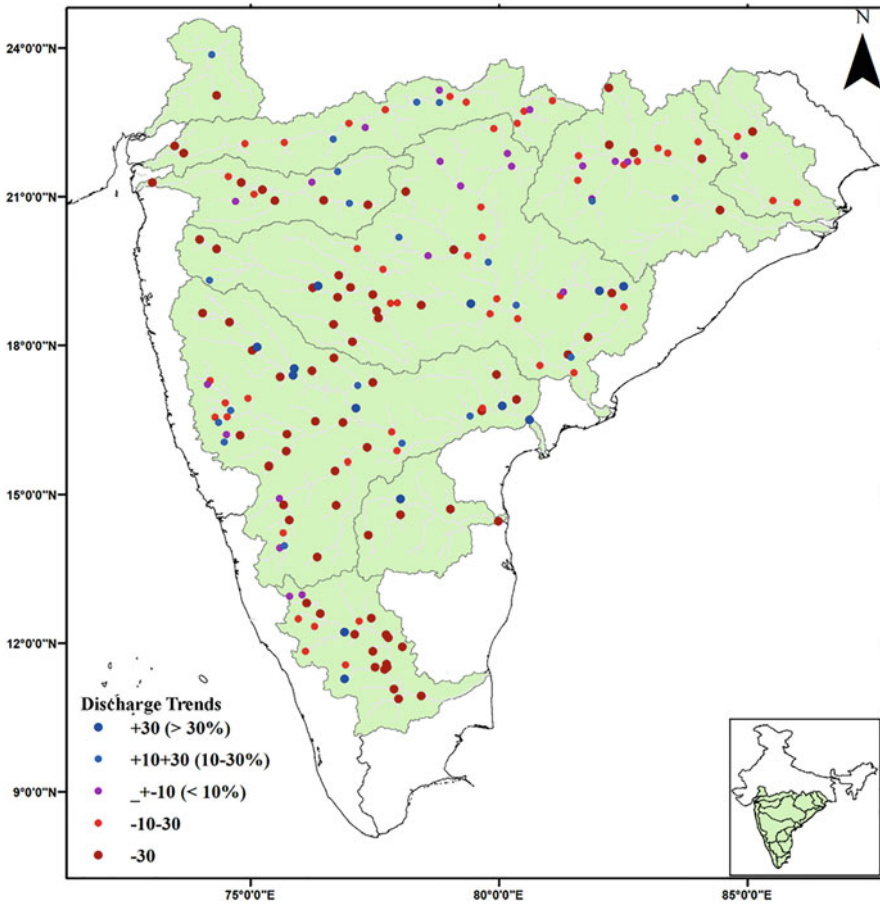 N
24°0'0"N
21°0'0"N
18°0'0"N
15°0'0"N
12°0'0"N
9°0'0"N
Discharge Trends
+30 (> 30%)
+10+30 (10-30%)
_+-10 (< 10%)
-10-30
-30
75°0'0"E
80°0'0"E
85°0'0"E